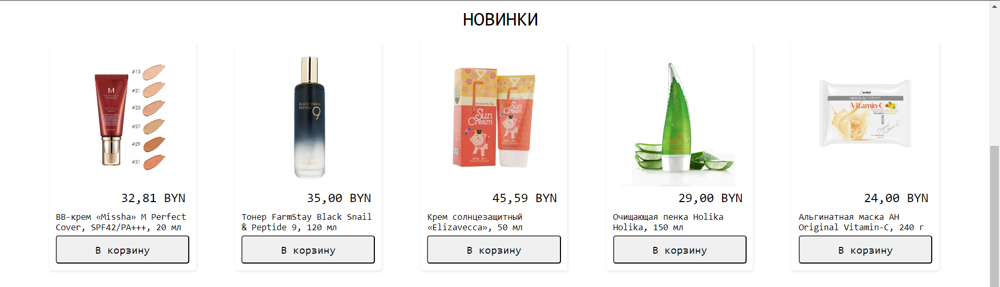 НОВИНКИ
#13
#21
#23
#27
#29
#31
M
BLACK SNAIL
PEPTIDE 9
Sun
Cream
Sun
Cream
ORIGINAL
Vitamin-C
32,81 BYN
BB-крем «Missha» M Perfect
Cover, SPF42/PA+++, 20 мл
В корзину
35,00 BYN
Тонер FarmStay Black Snail
& Peptide 9, 120 мл
В корзину
45,59 BYN
Крем солнцезащитный
«Elizavecca», 50 мл
В корзину
29,00 BYN
Очищающая пенка Holika
Holika, 150 мл
В корзину
24,00 BYN
Альгинатная маска AH
Original Vitamin-C, 240 г
В корзину